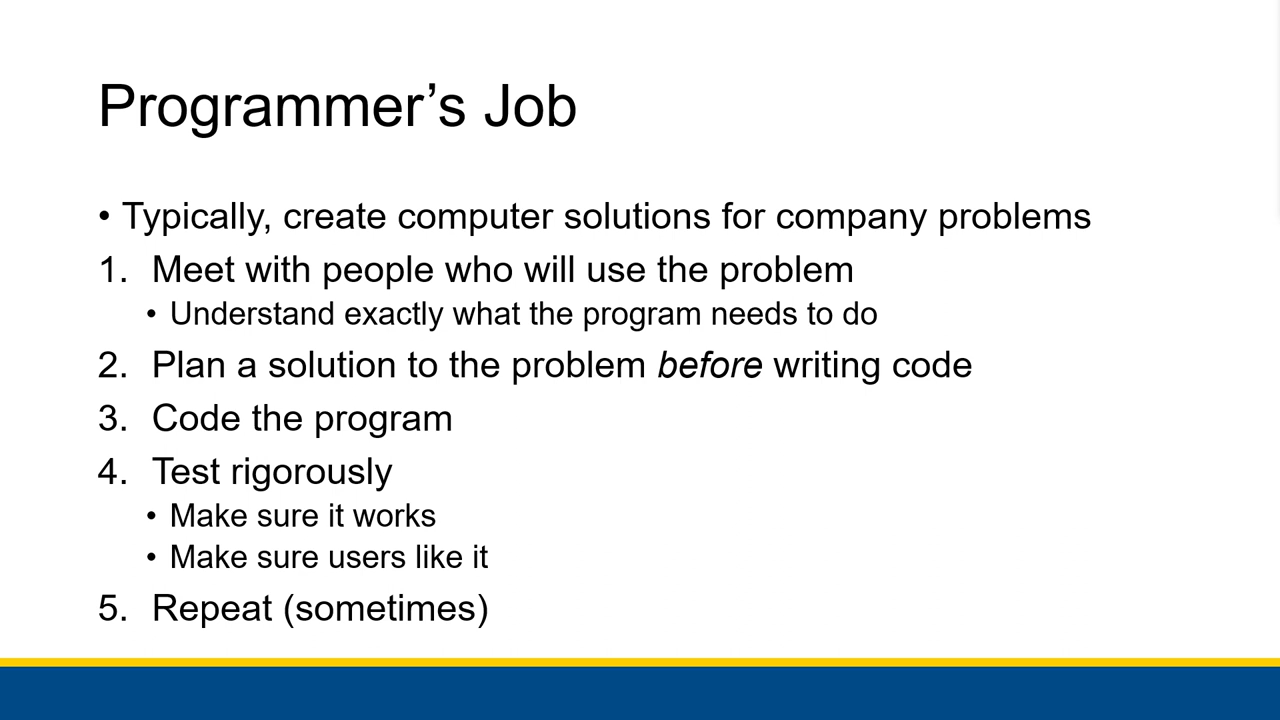 Programmer’s Job
• Typically, create computer solutions for company problems
1. Meet with people who will use the problem
• Understand exactly what the program needs to do
2. Plan a solution to the problem before writing code
3. Code the program
4. Test rigorously
• Make sure it works
• Make sure users like it
5. Repeat (sometimes)